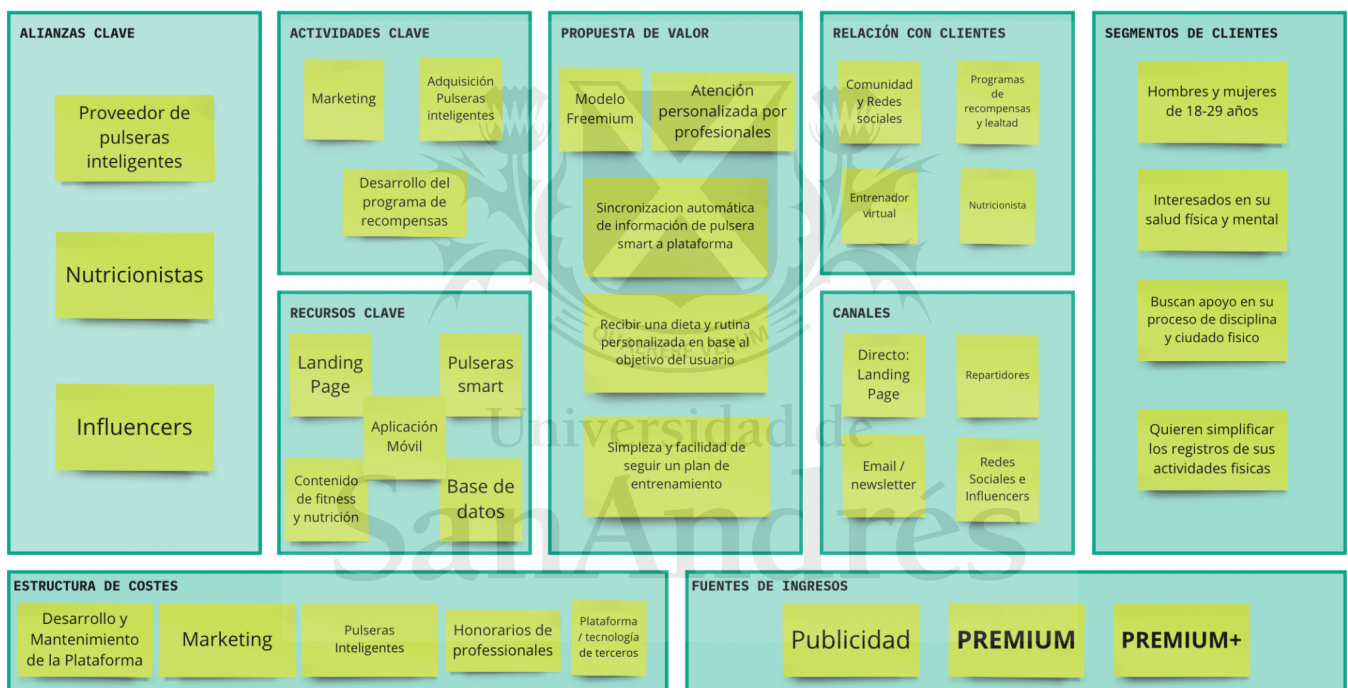 ALIANZAS CLAVE
Proveedor de
pulseras
inteligentes
Nutricionistas
Influencers
ACTIVIDADES CLAVE
Marketing
Adquisición
Pulseras
inteligentes
Desarrollo del
programa de
recompensas
RECURSOS CLAVE
Landing
Page
Pulseras
smart
Aplicación
Móvil
Contenido
de fitness
y nutrición
Base de
datos
PROPUESTA DE VALOR
Modelo
Freemium
Atención
personalizada por
profesionales
Sincronizacion automática
de información de pulsera
smart a plataforma
Recibir una dieta y rutina
personalizada en base al
objetivo del usuario
Simpleza y facilidad de
seguir un plan de
entrenamiento
RELACIÓN CON CLIENTES
Comunidad
y Redes
sociales
Programas
de
recompensas
y lealtad
Entrenador
virtual
Nutricionista
CANALES
Directo:
Landing
Page
Repartidores
Email /
newsletter
Redes
Sociales e
Influencers
SEGMENTOS DE CLIENTES
Hombres y mujeres
de 18-29 años
Interesados en su
salud física y mental
Buscan apoyo en su
proceso de disciplina
y ciudado fisico
Quieren simplificar
los registros de sus
actividades fisicas
ESTRUCTURA DE COSTES
Desarrollo y
Mantenimiento
de la Plataforma
Marketing
Pulseras
Inteligentes
Honorarios de
professionales
Plataforma
/ tecnología
de terceros
FUENTES DE INGRESOS
Publicidad
PREMIUM
PREMIUM+
QUAERERE VERUM
Universidad de
SanAndrés